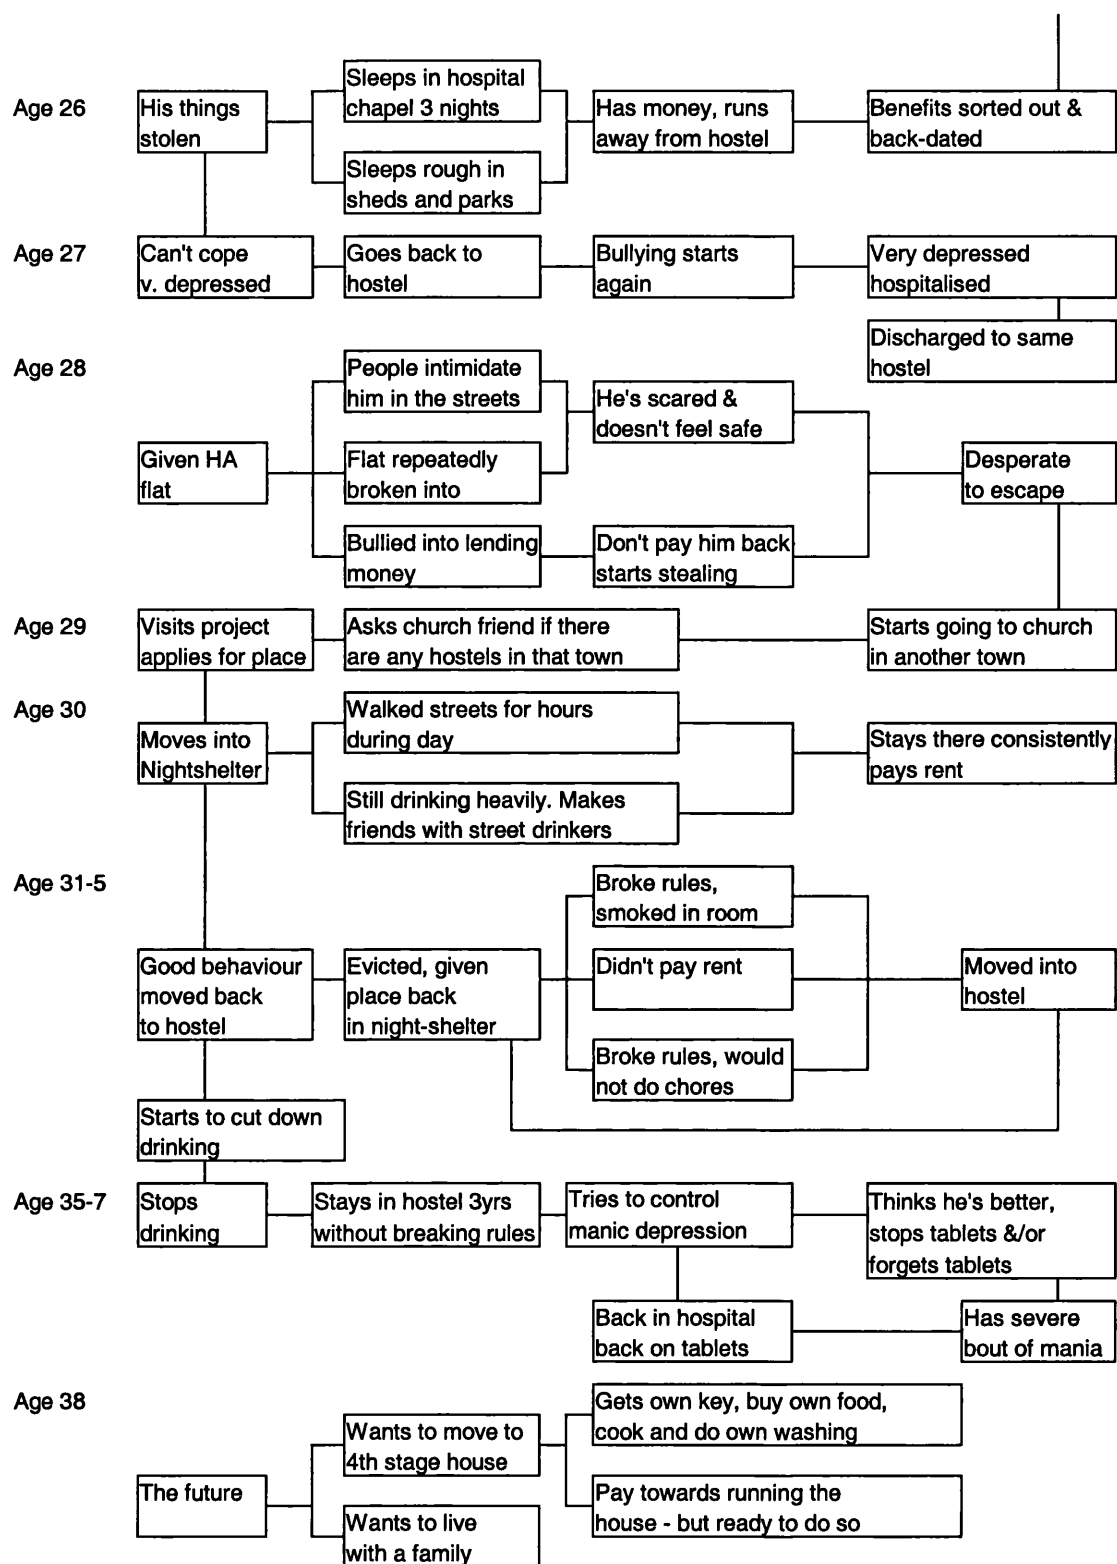 Age 26
His things
stolen
Sleeps in hospital
chapel 3 nights
Sleeps rough in
sheds and parks
Has money, runs
away from hostel
Benefits sorted out &
back-dated
Age 27
Can't cope
v. depressed
Goes back to
hostel
Bullying starts
again
Very depressed
hospitalised
Discharged to same
hostel
Age 28
Given HA
flat
People intimidate
him in the streets
Flat repeatedly
broken into
Bullied into lending
money
He's scared &
doesn't feel safe
Don't pay him back
starts stealing
Desperate
to escape
Age 29
Visits project
applies for place
Asks church friend if there
are any hostels in that town
Starts going to church
in another town
Age 30
Moves into
Nightshelter
Walked streets for hours
during day
Still drinking heavily. Makes
friends with street drinkers
Stays there consistently
pays rent
Age 31-5
Good behaviour
moved back
to hostel
Evicted, given
place back
in night-shelter
Broke rules,
smoked in room
Didn't pay rent
Broke rules, would
not do chores
Moved into
hostel
Starts to cut down
drinking
Age 35-7
Stops
drinking
Stays in hostel 3yrs
without breaking rules
Tries to control
manic depression
Thinks he's better,
stops tablets &/or
forgets tablets
Back in hospital
back on tablets
Has severe
bout of mania
Age 38
The future
Wants to move to
4th stage house
Wants to live
with a family
Gets own key, buy own food,
cook and do own washing
Pay towards running the
house - but ready to do so